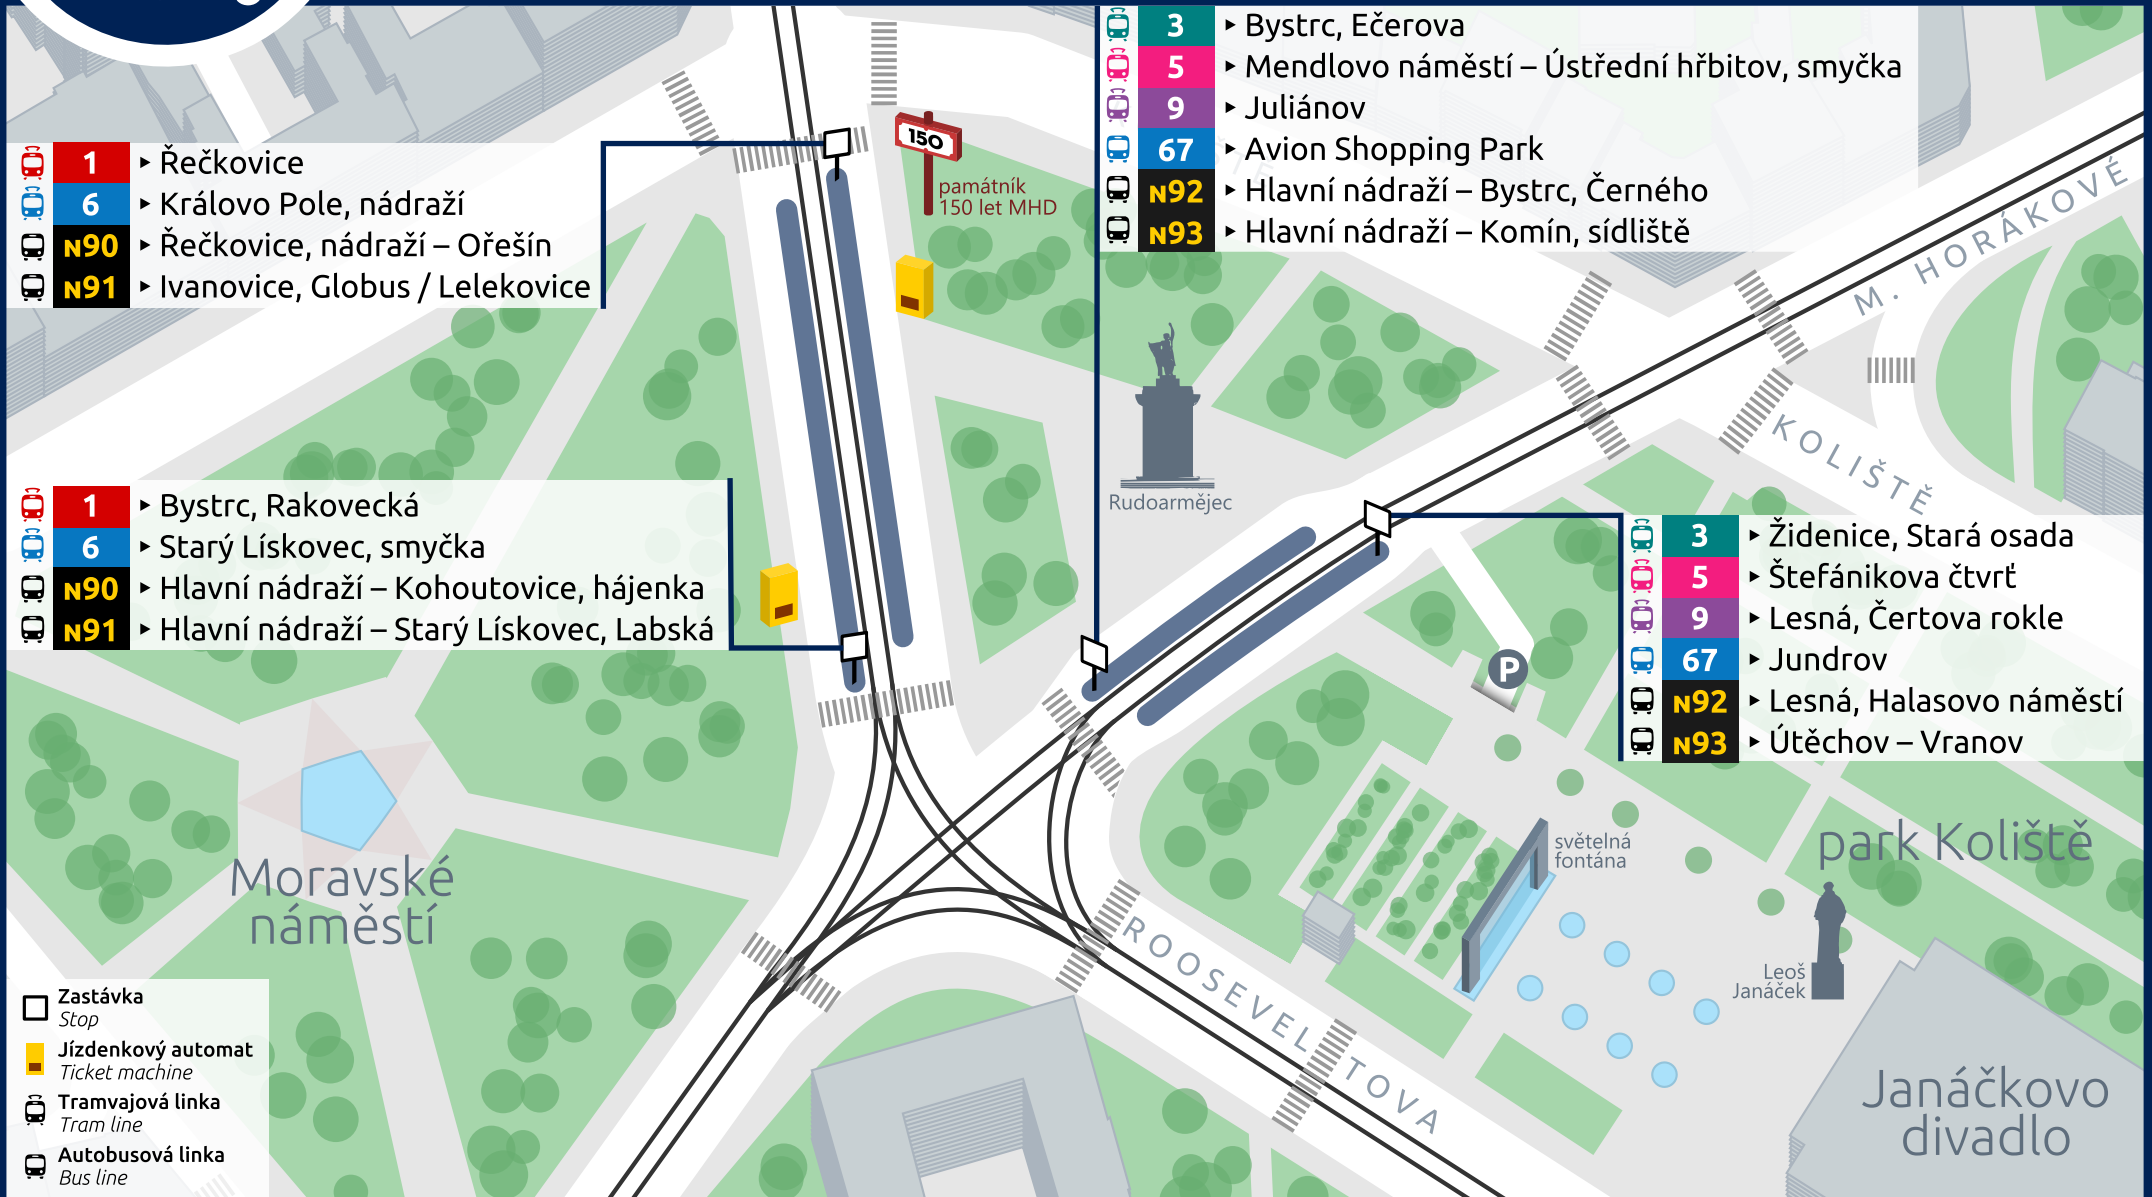 1 ▸ Řečkovice
6 ▸ Královo Pole, nádraží
N90 ▸ Řečkovice, nádraží – Ořešín
N91 ▸ Ivanovice, Globus / Lelekovice
150
památník
150 let MHD
3 ▸ Bystrc, Ečerova
5 ▸ Mendlovo náměstí – Ústřední hřbitov, smyčka
9 ▸ Juliánov
67 ▸ Avion Shopping Park
N92 ▸ Hlavní nádraží – Bystrc, Černého
N93 ▸ Hlavní nádraží – Komín, sídliště
M. HORÁKOVÉ
KOLIŠTĚ
Rudoarmějec
1 ▸ Bystrc, Rakovecká
6 ▸ Starý Lískovec, smyčka
N90 ▸ Hlavní nádraží – Kohoutovice, hájenka
N91 ▸ Hlavní nádraží – Starý Lískovec, Labská
3 ▸ Židenice, Stará osada
5 ▸ Štefánikova čtvrť
9 ▸ Lesná, Čertova rokle
67 ▸ Jundrov
N92 ▸ Lesná, Halasovo náměstí
N93 ▸ Útěchov – Vranov
P
Moravské
náměstí
světelná
fontána
park Koliště
Leoš
Janáček
ROOSEVELTOVA
Janáčkovo
divadlo
Zastávka
Stop
Jízdenkový automat
Ticket machine
Tramvajová linka
Tram line
Autobusová linka
Bus line